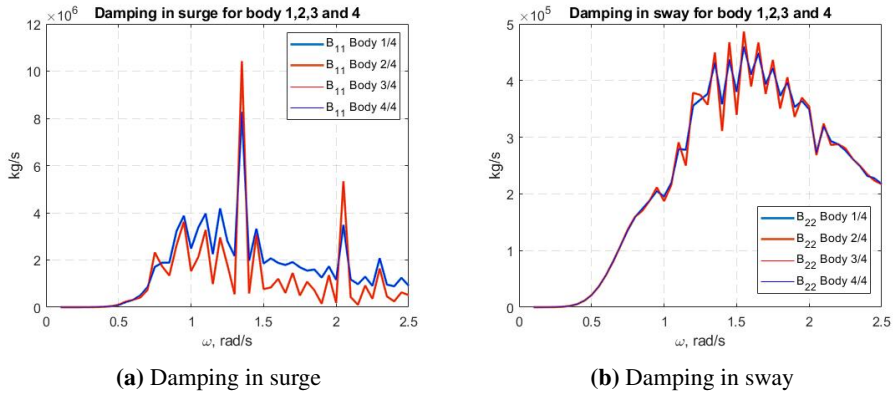 Damping in surge for body 1,2,3 and 4
×10⁶
12
10
8
6
4
2
0
kg/s
B₁₁ Body 1/4
B₁₁ Body 2/4
B₁₁ Body 3/4
B₁₁ Body 4/4
0 0.5 1 1.5 2 2.5
ω, rad/s
(a) Damping in surge
Damping in sway for body 1,2,3 and 4
×10⁵
5
4
3
2
1
0
kg/s
B₂₂ Body 1/4
B₂₂ Body 2/4
B₂₂ Body 3/4
B₂₂ Body 4/4
0 0.5 1 1.5 2 2.5
ω, rad/s
(b) Damping in sway